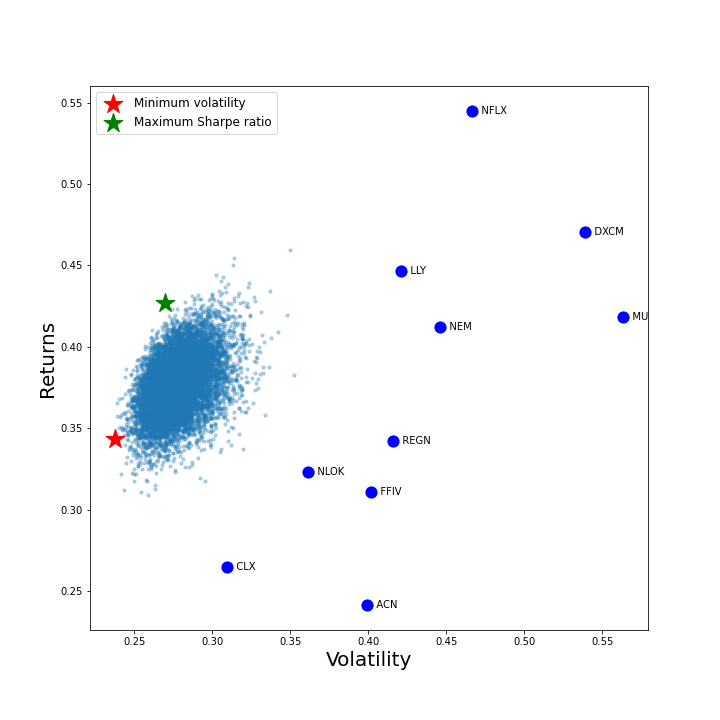 Minimum volatility
Maximum Sharpe ratio
0.55
NFLX
0.50
DXCM
0.45
LLY
MU
NEM
0.40
Returns
0.35
REGN
NLOK
FFIV
0.30
CLX
0.25
ACN
0.25 0.30 0.35 0.40 0.45 0.50 0.55
Volatility